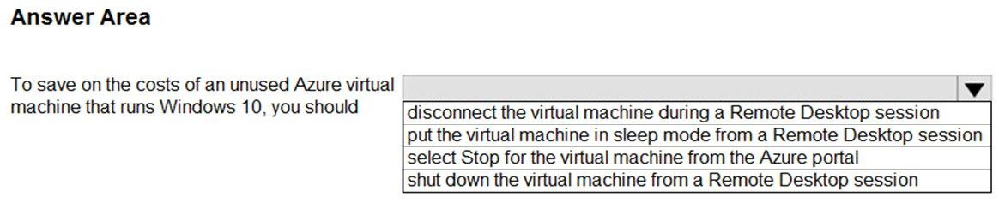 Answer Area
To save on the costs of an unused Azure virtual
machine that runs Windows 10, you should
disconnect the virtual machine during a Remote Desktop session
put the virtual machine in sleep mode from a Remote Desktop session
select Stop for the virtual machine from the Azure portal
shut down the virtual machine from a Remote Desktop session